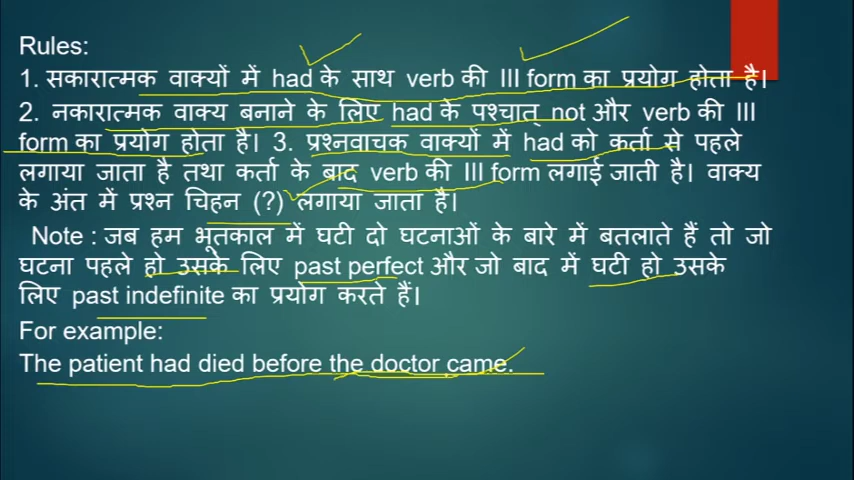 Rules:
1. सकारात्मक वाक्यों में had के साथ verb की III form का प्रयोग होता है।
2. नकारात्मक वाक्य बनाने के लिए had के पश्चात् not और verb की III
form का प्रयोग होता है। 3. प्रश्नवाचक वाक्यों में had को कर्ता से पहले
लगाया जाता है तथा कर्ता के बाद verb की III form लगाई जाती है। वाक्य
के अंत में प्रश्न चिहन (?) लगाया जाता है।
Note : जब हम भूतकाल में घटी दो घटनाओं के बारे में बतलाते हैं तो जो
घटना पहले हो उसके लिए past perfect और जो बाद में घटी हो उसके
लिए past indefinite का प्रयोग करते हैं।
For example:
The patient had died before the doctor came.